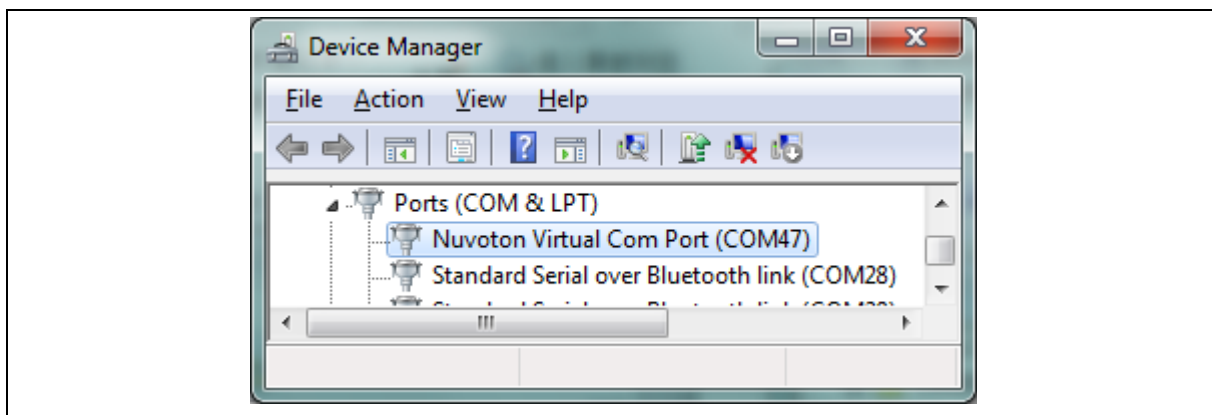 Device Manager
File Action View Help
Ports (COM & LPT)
Nuvoton Virtual Com Port (COM47)
Standard Serial over Bluetooth link (COM28)